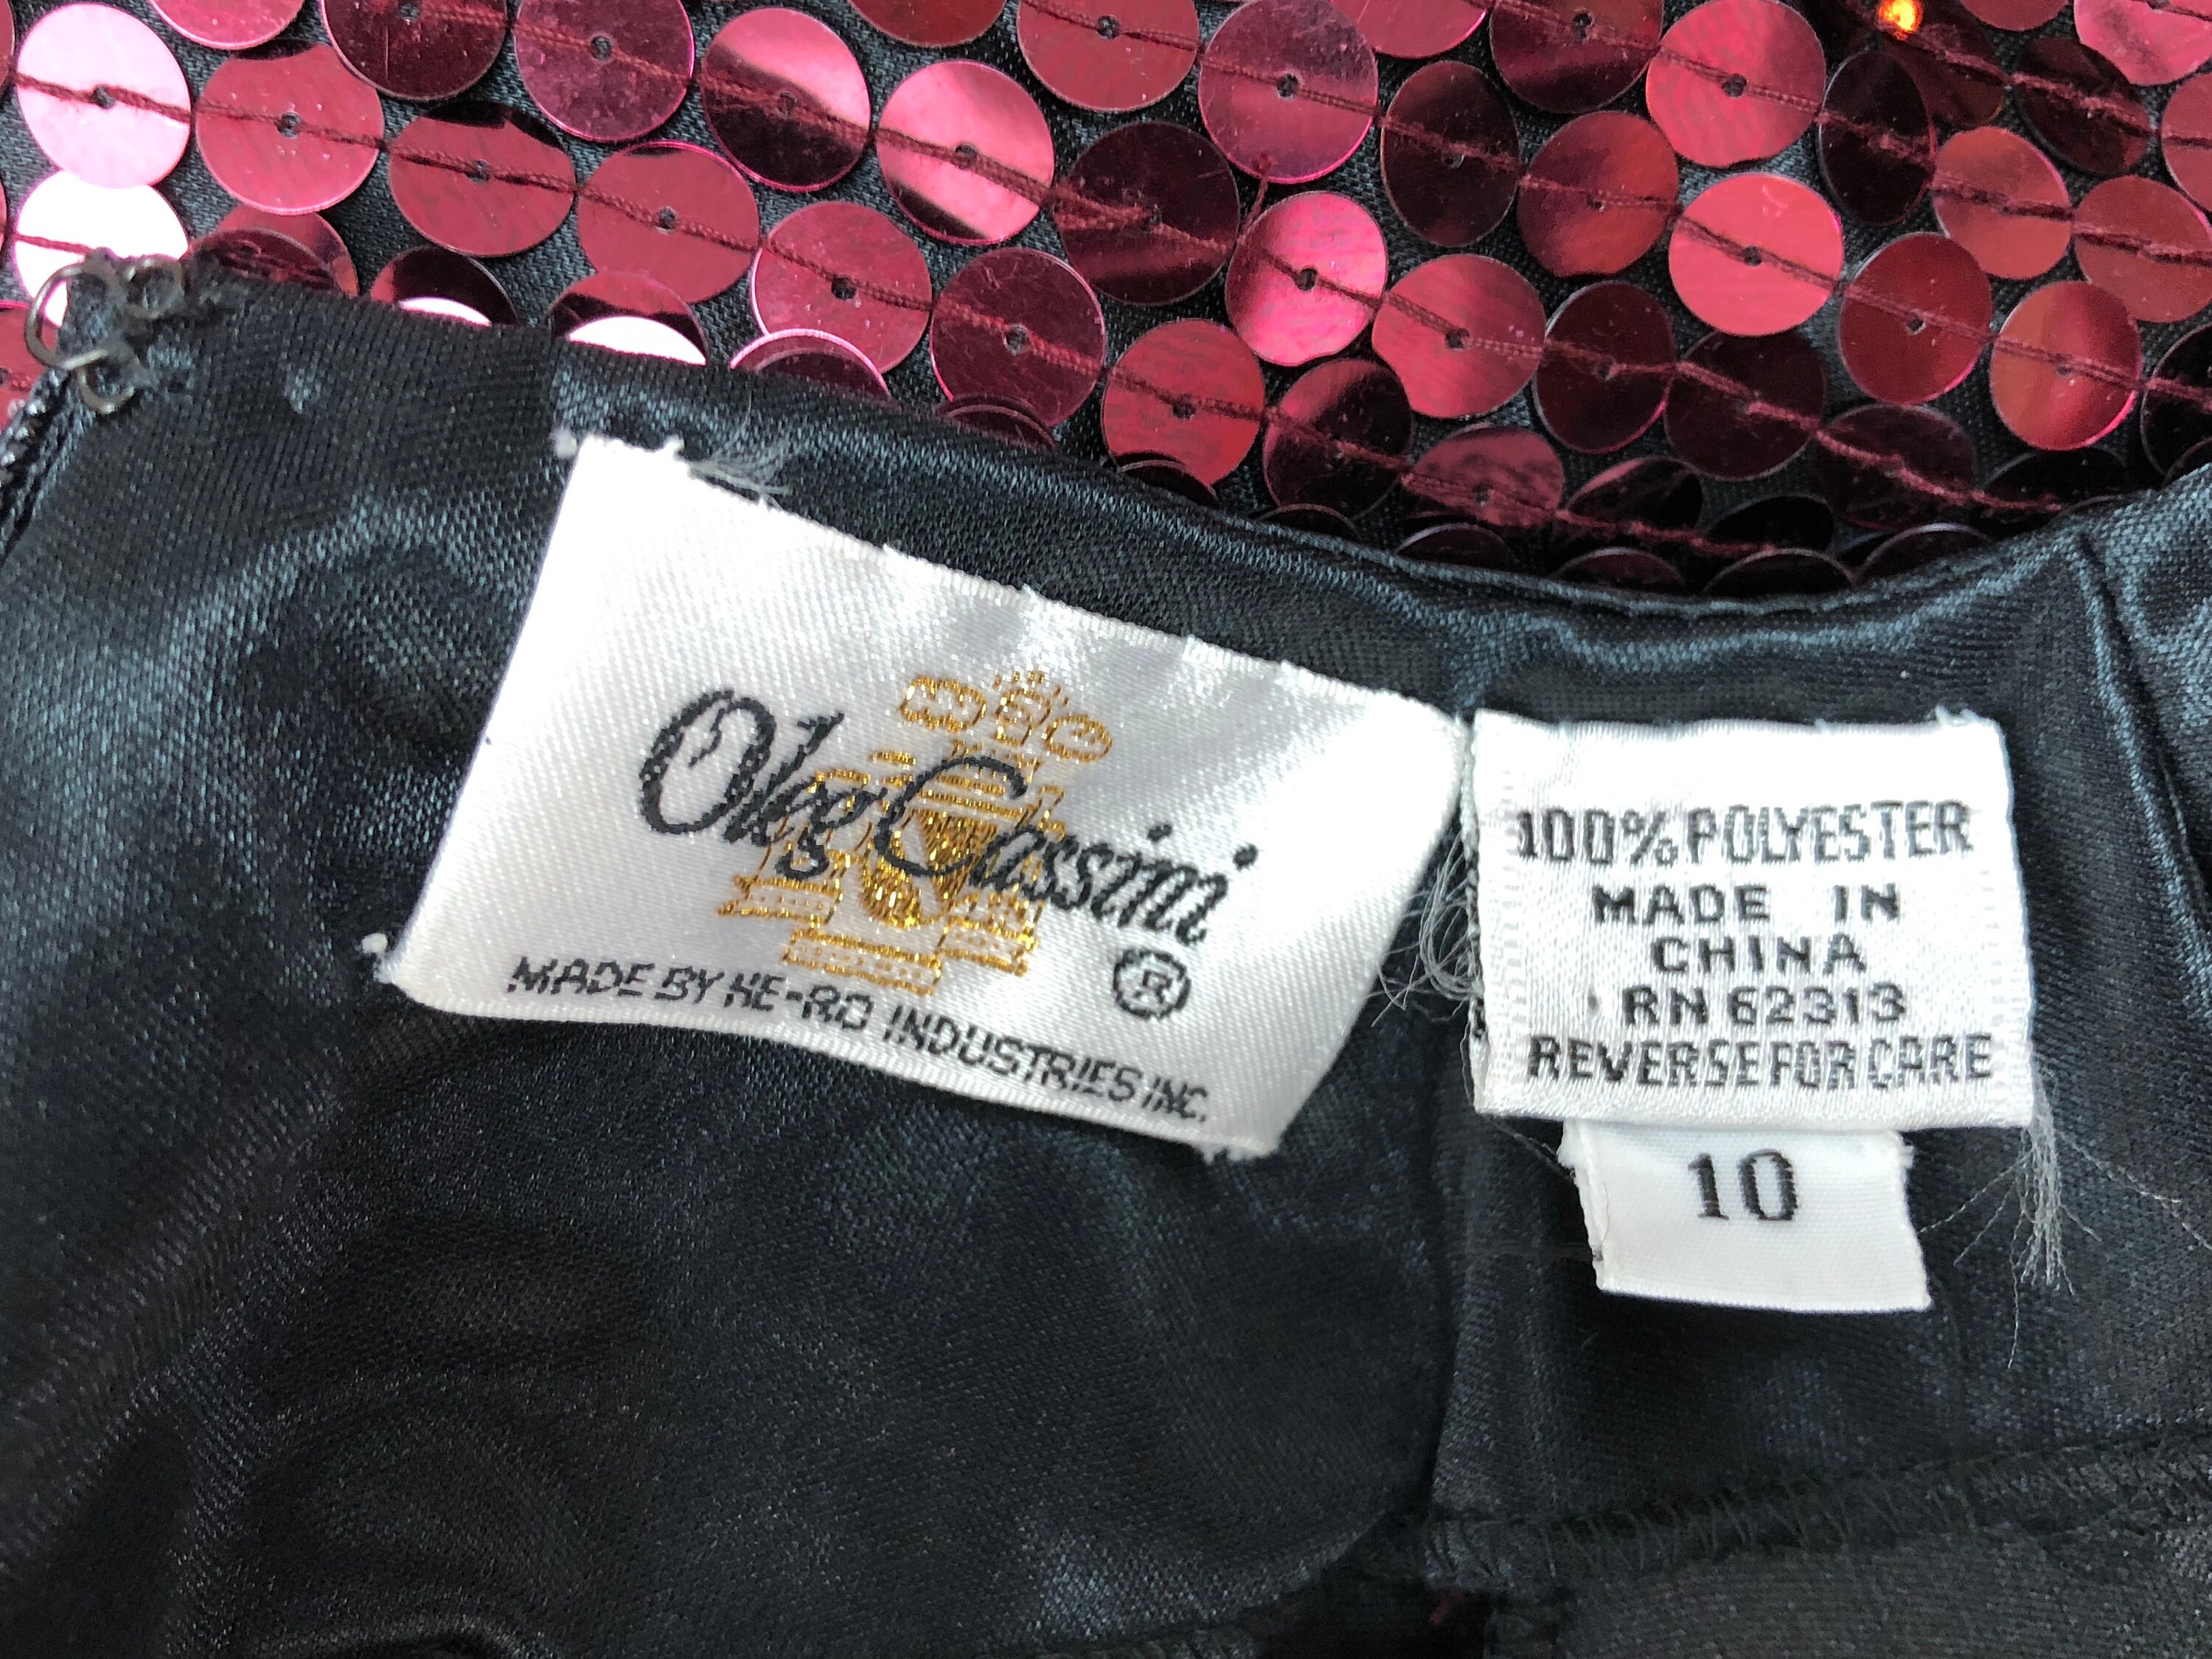 Oleg Cassini
®
MADE BY HE-RO INDUSTRIES INC.
100% POLYESTER
MADE IN
CHINA
RN 62313
REVERSE FOR CARE
10